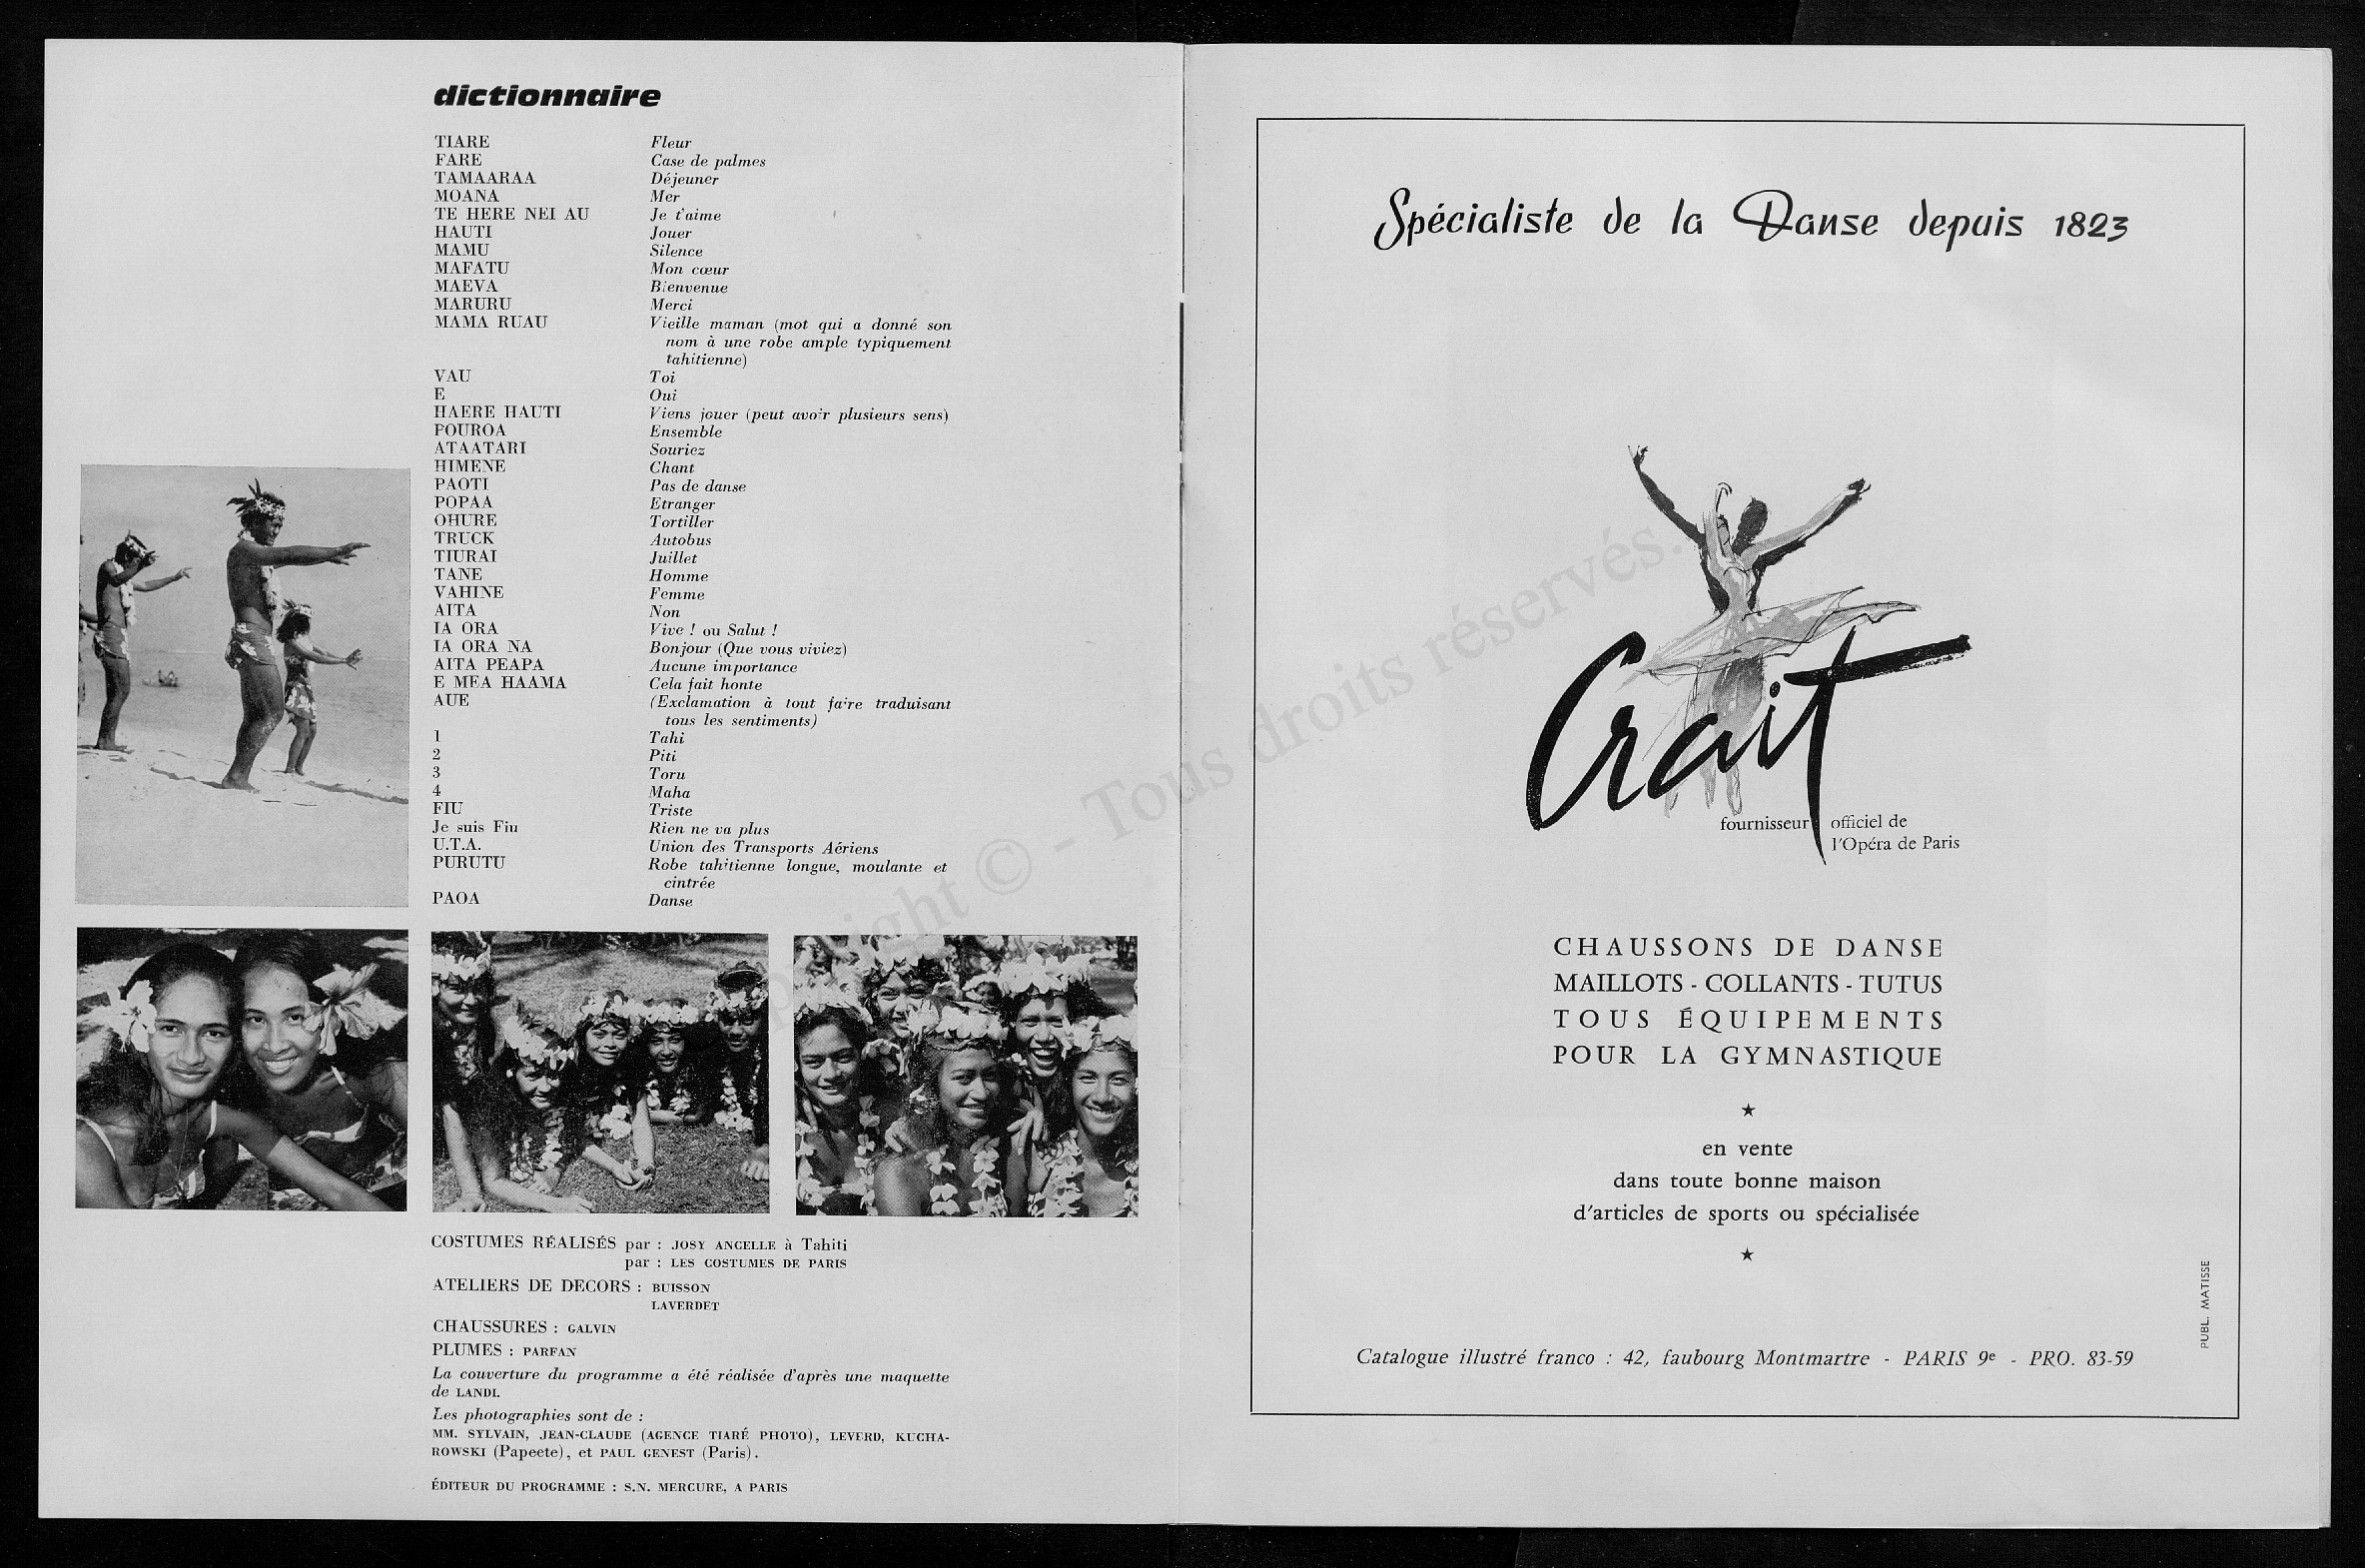 dictionnaire
TIARE Fleur
FARE Case de palmes
TAMAARAA Déjeuner
MOANA Mer
TE HERE NEI AU Je t'aime
HAUTI Jouer
MAMU Silence
MAFATU Mon cœur
MAEVA Bienvenue
MARURU Merci
MAMA RUAU Vieille maman (mot qui a donné son
nom à une robe ample typiquement
tahitienne)
VAU Toi
E Oui
HAERE HAUTI Viens jouer (peut avoir plusieurs sens)
POUROA Ensemble
ATAATARI Souriez
HIMENE Chant
PAOTI Pas de danse
POPAA Etranger
OHURE Tortiller
TRUCK Autobus
TIURAI Juillet
TANE Homme
VAHINE Femme
AITA Non
IA ORA Vive ! ou Salut !
IA ORA NA Bonjour (Que vous viviez)
AITA PEAPA Aucune importance
E MEA HAAMA Cela fait honte
AUE (Exclamation à tout faire traduisant
tous les sentiments)
1 Tahi
2 Piti
3 Toru
4 Maha
FIU Triste
Je suis Fiu Rien ne va plus
U.T.A. Union des Transports Aériens
PURUTU Robe tahitienne longue, moulante et
cintrée
PAOA Danse
COSTUMES RÉALISÉS par : JOSY ANGELLE à Tahiti
par : LES COSTUMES DE PARIS
ATELIERS DE DECORS : BUISSON
LAVERDET
CHAUSSURES : GALVIN
PLUMES : PARFAN
La couverture du programme a été réalisée d'après une maquette
de LANDI.
Les photographies sont de :
MM. SYLVAIN, JEAN-CLAUDE (AGENCE TIARÉ PHOTO), LEVERD, KUCHA-
ROWSKI (Papeete), et PAUL GENEST (Paris).
ÉDITEUR DU PROGRAMME : S.N. MERCURE, A PARIS
Spécialiste de la Danse depuis 1823
Crait
fournisseur officiel de
l'Opéra de Paris
CHAUSSONS DE DANSE
MAILLOTS - COLLANTS - TUTUS
TOUS ÉQUIPEMENTS
POUR LA GYMNASTIQUE
★
en vente
dans toute bonne maison
d'articles de sports ou spécialisée
★
Catalogue illustré franco : 42, faubourg Montmartre - PARIS 9e - PRO. 83-59
PUBL. MATISSE
© - Tous droits réservés.